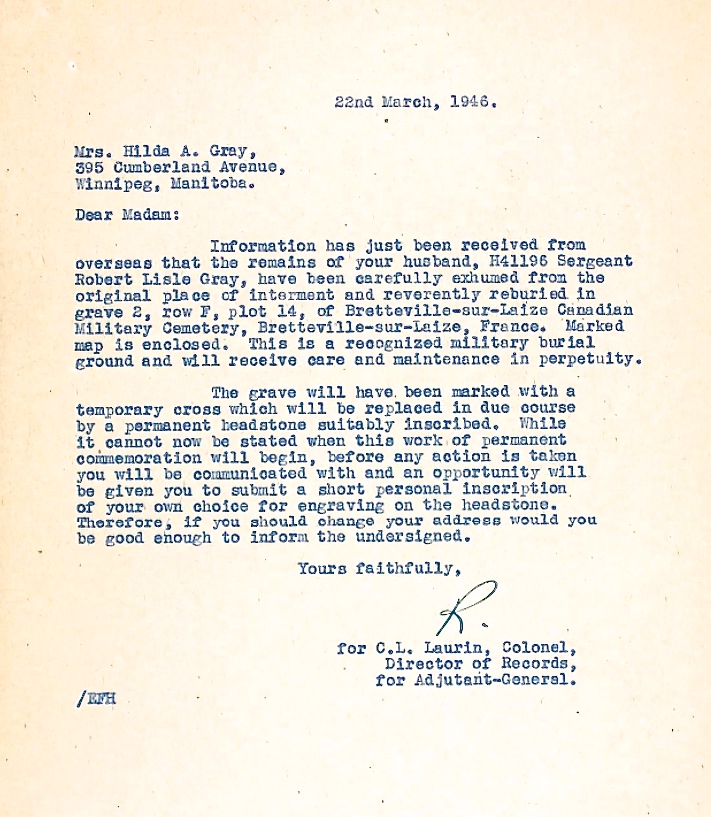 22nd March, 1946.
Mrs. Hilda A. Gray,
395 Cumberland Avenue,
Winnipeg, Manitoba.
Dear Madam:
Information has just been received from
overseas that the remains of your husband, H41196 Sergeant
Robert Lisle Gray, have been carefully exhumed from the
original place of interment and reverently reburied in
grave 2, row F, plot 14, of Bretteville-sur-Laize Canadian
Military Cemetery, Bretteville-sur-Laize, France.  Marked
map is enclosed.  This is a recognized military burial
ground and will receive care and maintenance in perpetuity.
The grave will have been marked with a
temporary cross which will be replaced in due course
by a permanent headstone suitably inscribed.  While
it cannot now be stated when this work of permanent
commemoration will begin, before any action is taken
you will be communicated with and an opportunity will
be given you to submit a short personal inscription
of your own choice for engraving on the headstone.
Therefore, if you should change your address would you
be good enough to inform the undersigned.
Yours faithfully,
R.
for C.L. Laurin, Colonel,
Director of Records,
for Adjutant-General.
/EFH